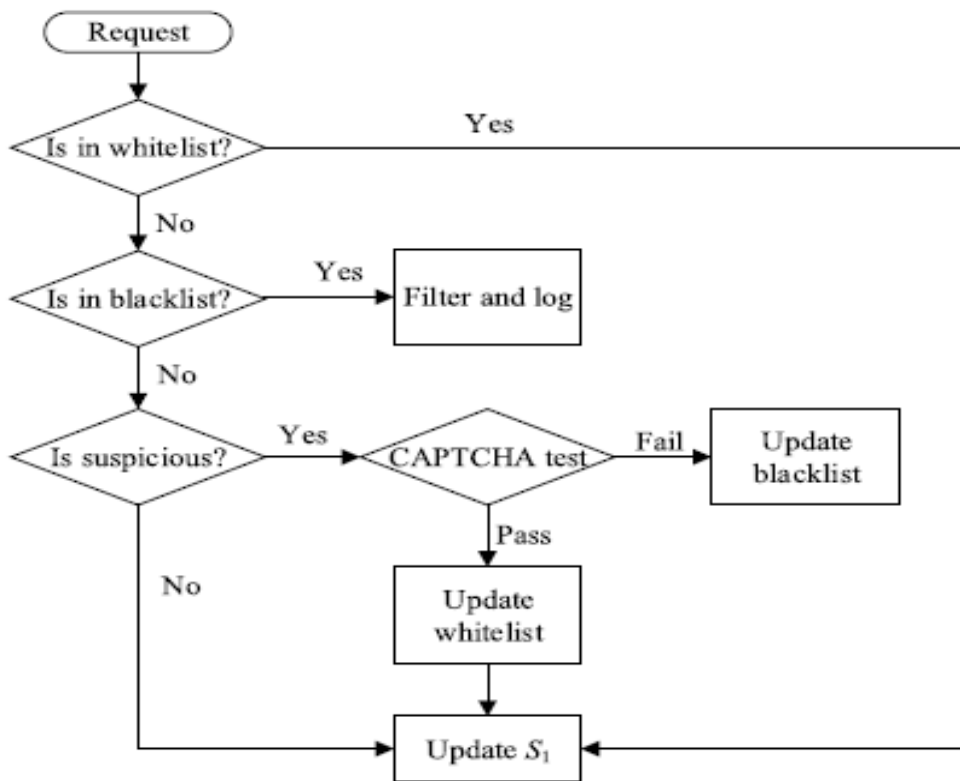 Request
Is in whitelist?
Yes
No
Is in blacklist?
Yes
Filter and log
No
Is suspicious?
Yes
CAPTCHA test
Fail
Update
blacklist
Pass
No
Update
whitelist
Update S₁